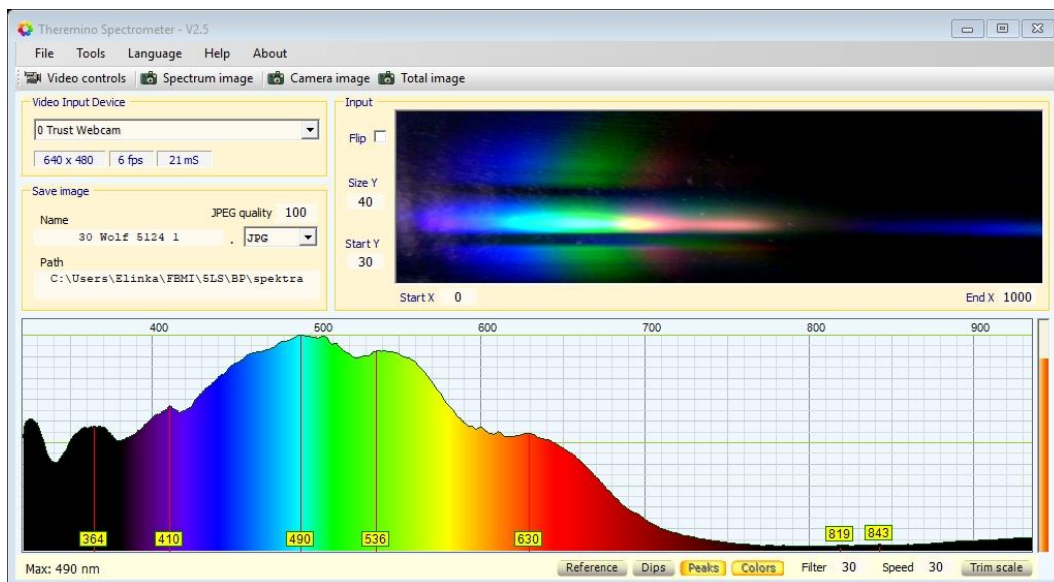 Theremino Spectrometer - V2.5
File Tools Language Help About
Video controls Spectrum image Camera image Total image
Video Input Device
0 Trust Webcam
640 x 480 6 fps 21 mS
Save image
Name JPEG quality 100
30 Wolf 5124 1 . JPG
Path
C:\Users\Elinka\FBMI\5LS\BP\spektra
Input
Flip
Size Y
40
Start Y
30
Start X 0 End X 1000
400 500 600 700 800 900
364 410 490 536 630 819 843
Max: 490 nm Reference Dips Peaks Colors Filter 30 Speed 30 Trim scale